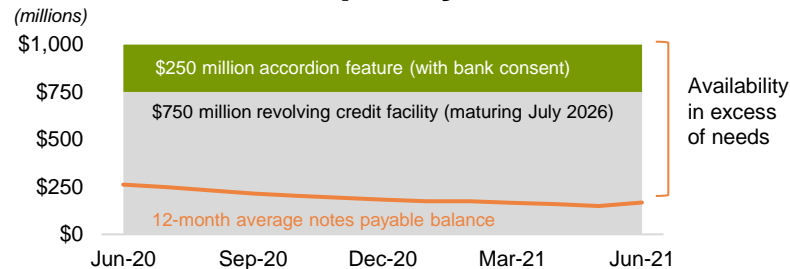 (millions)
$1,000
$750
$500
$250
$0
$250 million accordion feature (with bank consent)
$750 million revolving credit facility (maturing July 2026)
12-month average notes payable balance
Availability
in excess
of needs
Jun-20 Sep-20 Dec-20 Mar-21 Jun-21